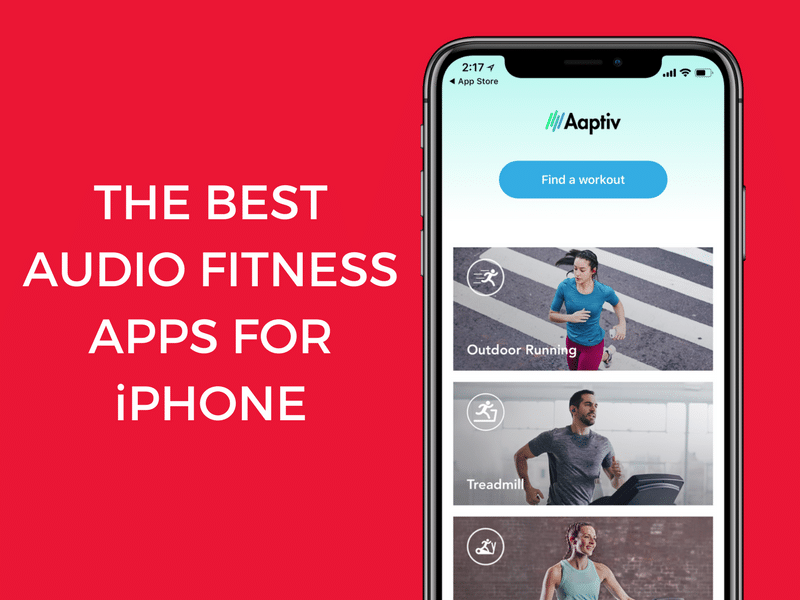 THE BEST
AUDIO FITNESS
APPS FOR
iPHONE
2:17
App Store
Aaptiv
Find a workout
Outdoor Running
Treadmill